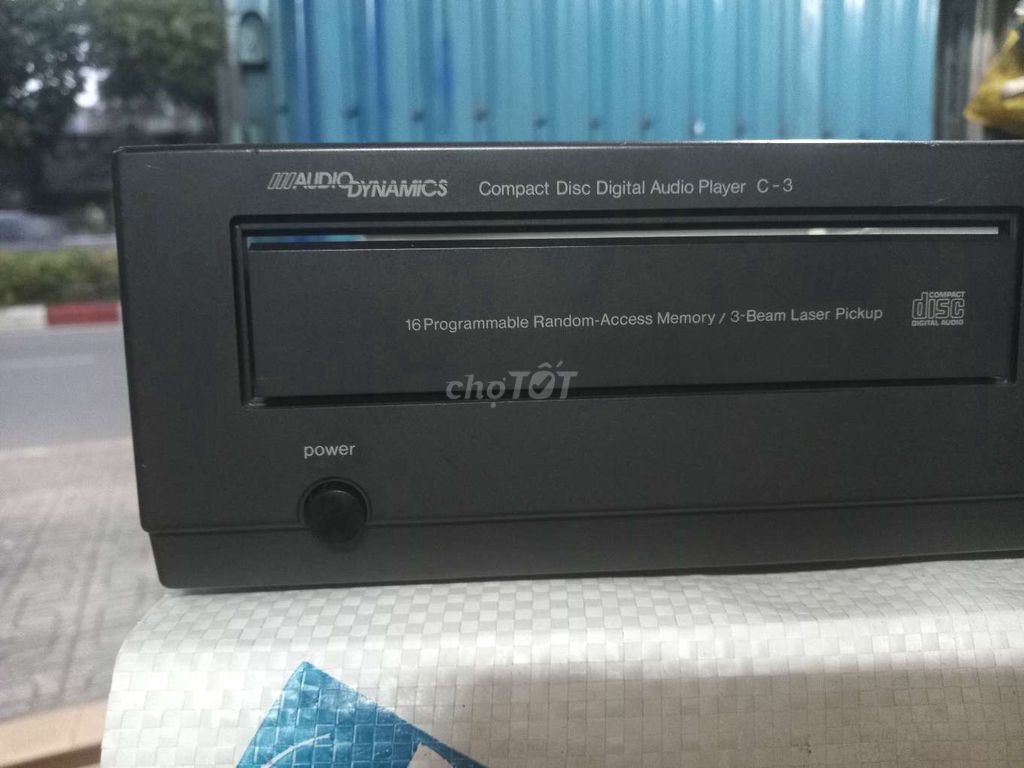 AUDIO DYNAMICS Compact Disc Digital Audio Player C-3
16 Programmable Random-Access Memory / 3-Beam Laser Pickup
COMPACT
disc
DIGITAL AUDIO
chợTỐT
power